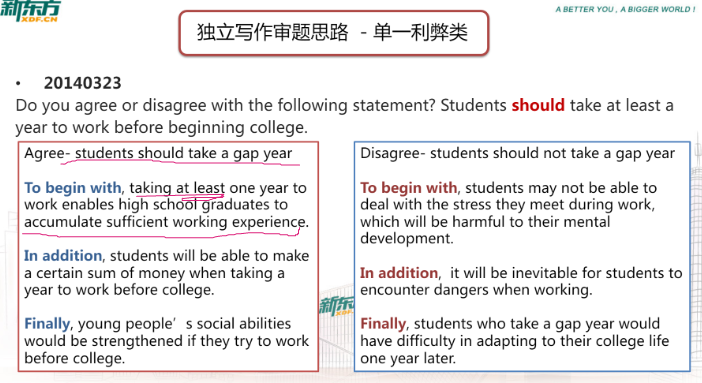 新东方
XDF.CN
A BETTER YOU , A BIGGER WORLD !
独立写作审题思路 - 单一利弊类
• 20140323
Do you agree or disagree with the following statement? Students should take at least a
year to work before beginning college.
Agree- students should take a gap year
To begin with, taking at least one year to
work enables high school graduates to
accumulate sufficient working experience.
In addition, students will be able to make
a certain sum of money when taking a
year to work before college.
Finally, young people’s social abilities
would be strengthened if they try to work
before college.
Disagree- students should not take a gap year
To begin with, students may not be able to
deal with the stress they meet during work,
which will be harmful to their mental
development.
In addition, it will be inevitable for students to
encounter dangers when working.
Finally, students who take a gap year would
have difficulty in adapting to their college life
one year later.
新东